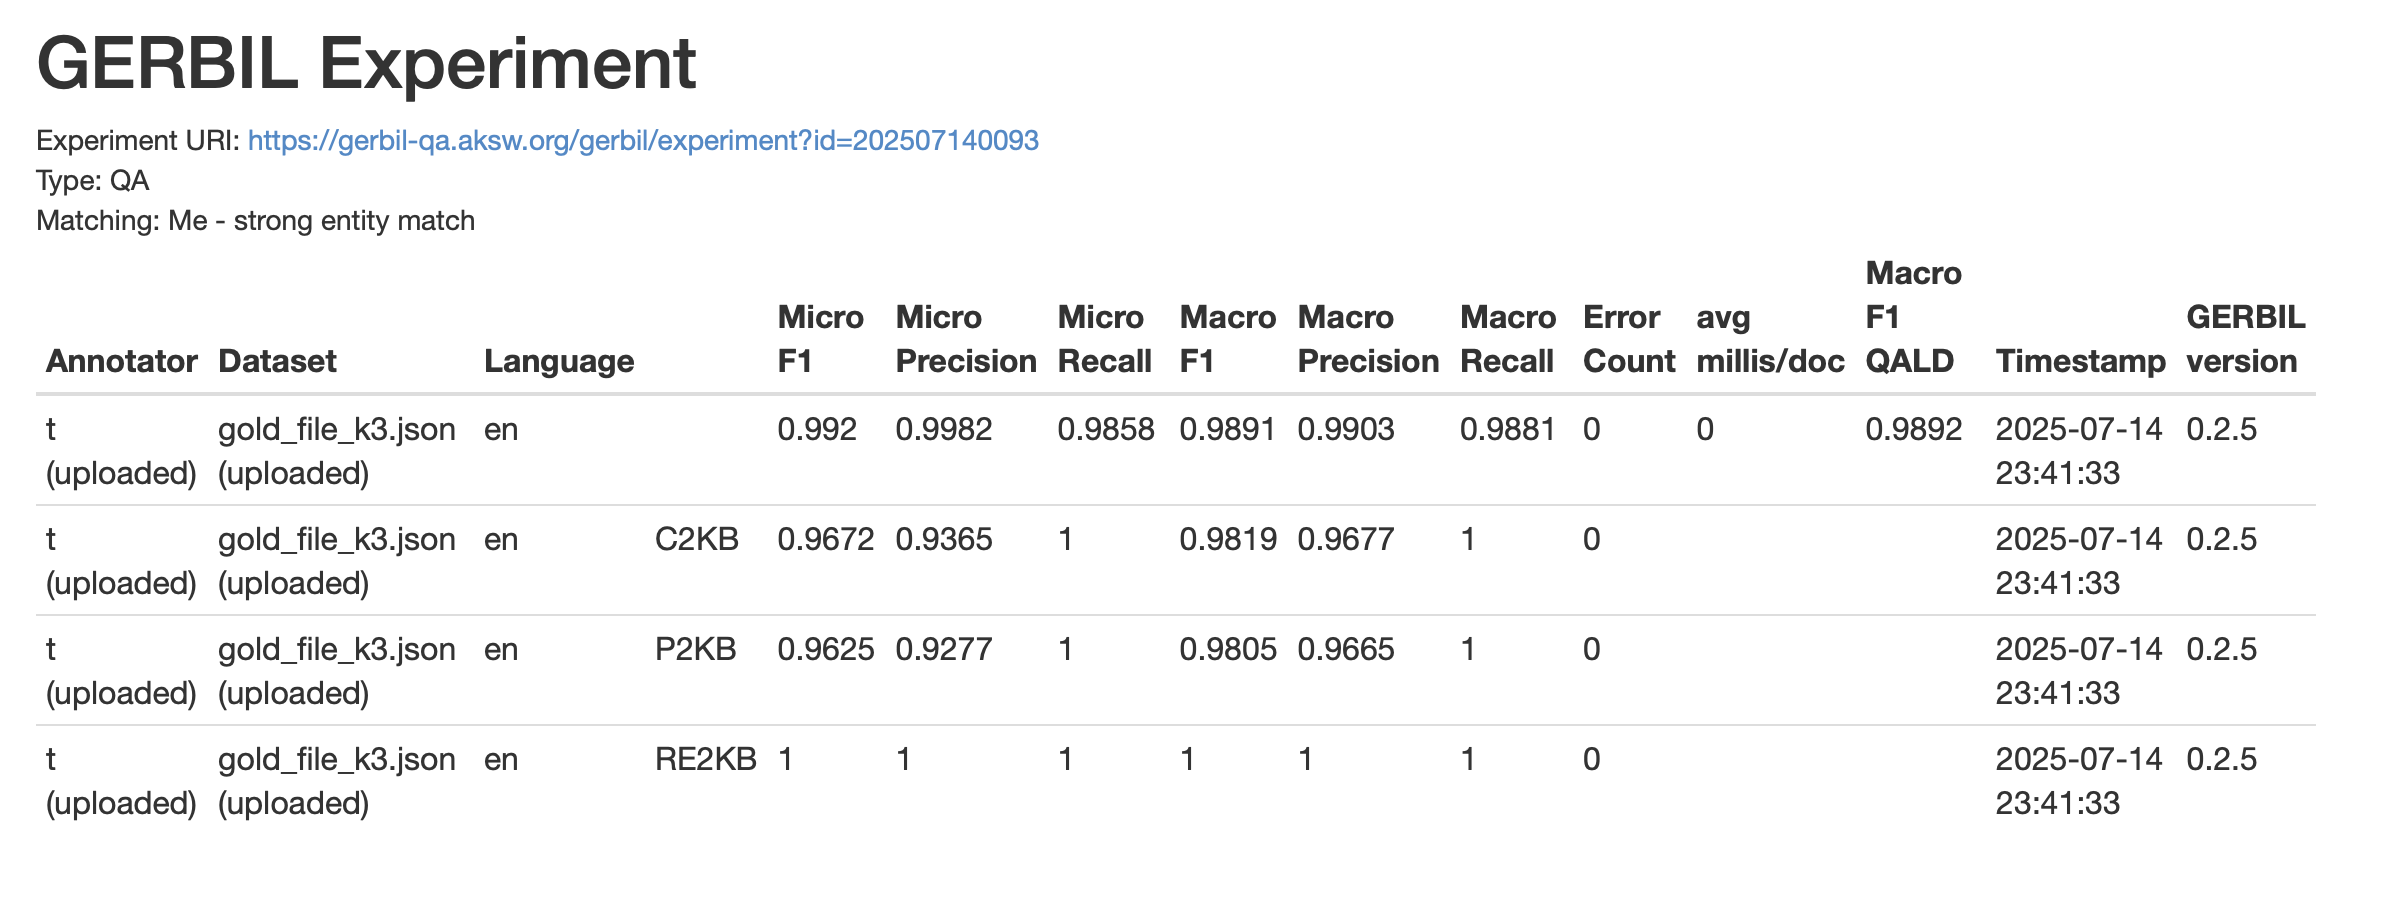 GERBIL Experiment
Experiment URI: https://gerbil-qa.aksw.org/gerbil/experiment?id=202507140093
Type: QA
Matching: Me - strong entity match
Annotator Dataset Language Micro F1 Micro Precision Micro Recall Macro F1 Macro Precision Macro Recall Error Count avg millis/doc Macro F1 QALD Timestamp GERBIL version
t (uploaded) gold_file_k3.json (uploaded) en 0.992 0.9982 0.9858 0.9891 0.9903 0.9881 0 0 0.9892 2025-07-14 23:41:33 0.2.5
t (uploaded) gold_file_k3.json (uploaded) en C2KB 0.9672 0.9365 1 0.9819 0.9677 1 0 2025-07-14 23:41:33 0.2.5
t (uploaded) gold_file_k3.json (uploaded) en P2KB 0.9625 0.9277 1 0.9805 0.9665 1 0 2025-07-14 23:41:33 0.2.5
t (uploaded) gold_file_k3.json (uploaded) en RE2KB 1 1 1 1 1 1 0 2025-07-14 23:41:33 0.2.5